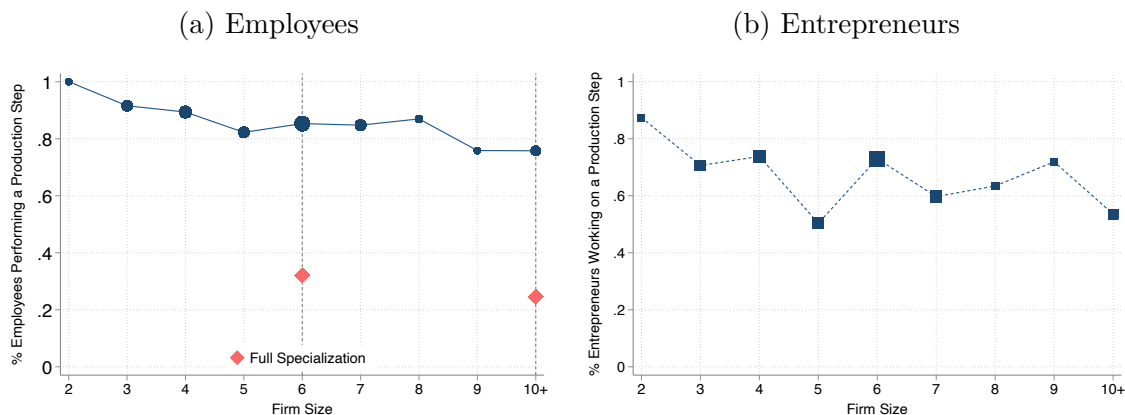 (a) Employees
% Employees Performing a Production Step
1
.8
.6
.4
.2
0
Full Specialization
2 3 4 5 6 7 8 9 10+
Firm Size
(b) Entrepreneurs
% Entrepreneurs Working on a Production Step
1
.8
.6
.4
.2
0
2 3 4 5 6 7 8 9 10+
Firm Size